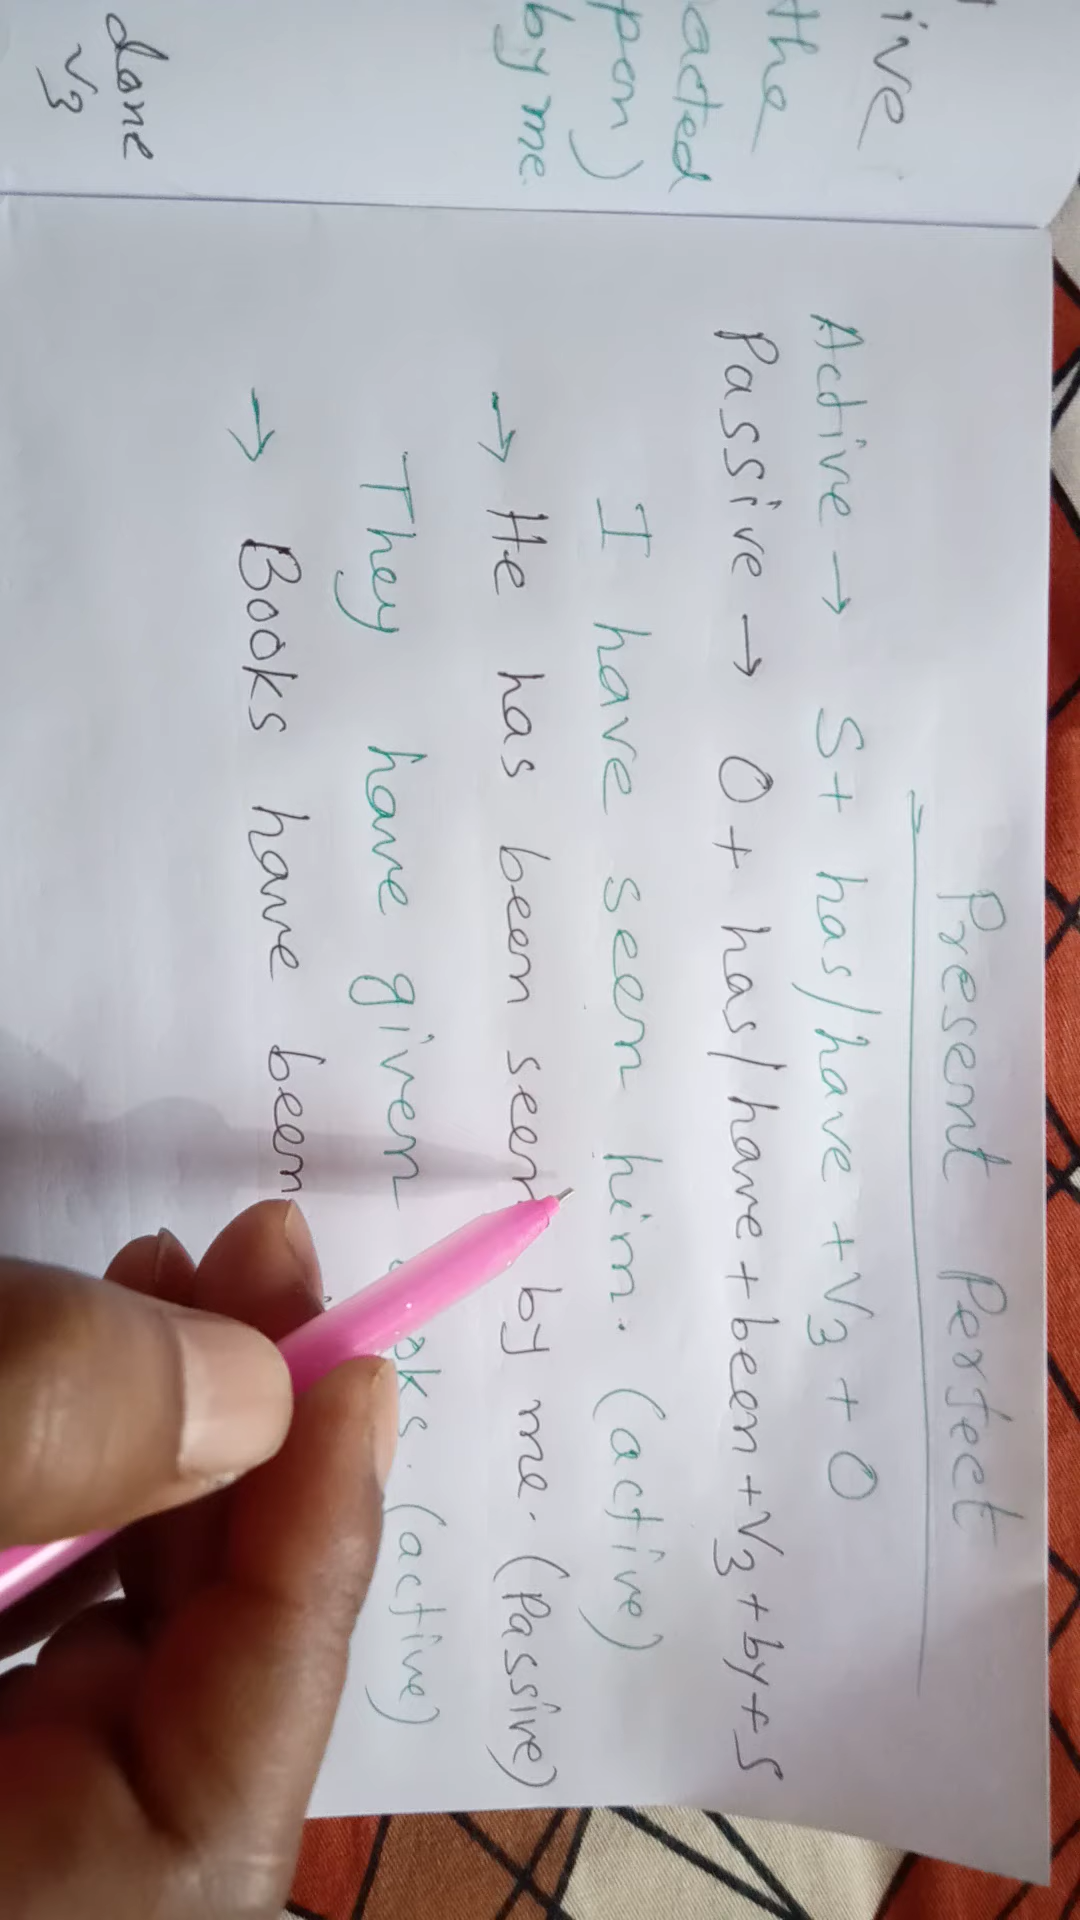 ive
the
acted
pon)
by me.
done
V3
Present Perfect
Active → S + has/have + V3 + O
Passive → O + has/have + been + V3 + by + S
I have seen him. (active)
→ He has been seen by me. (Passive)
They have given (active)
→ Books have been